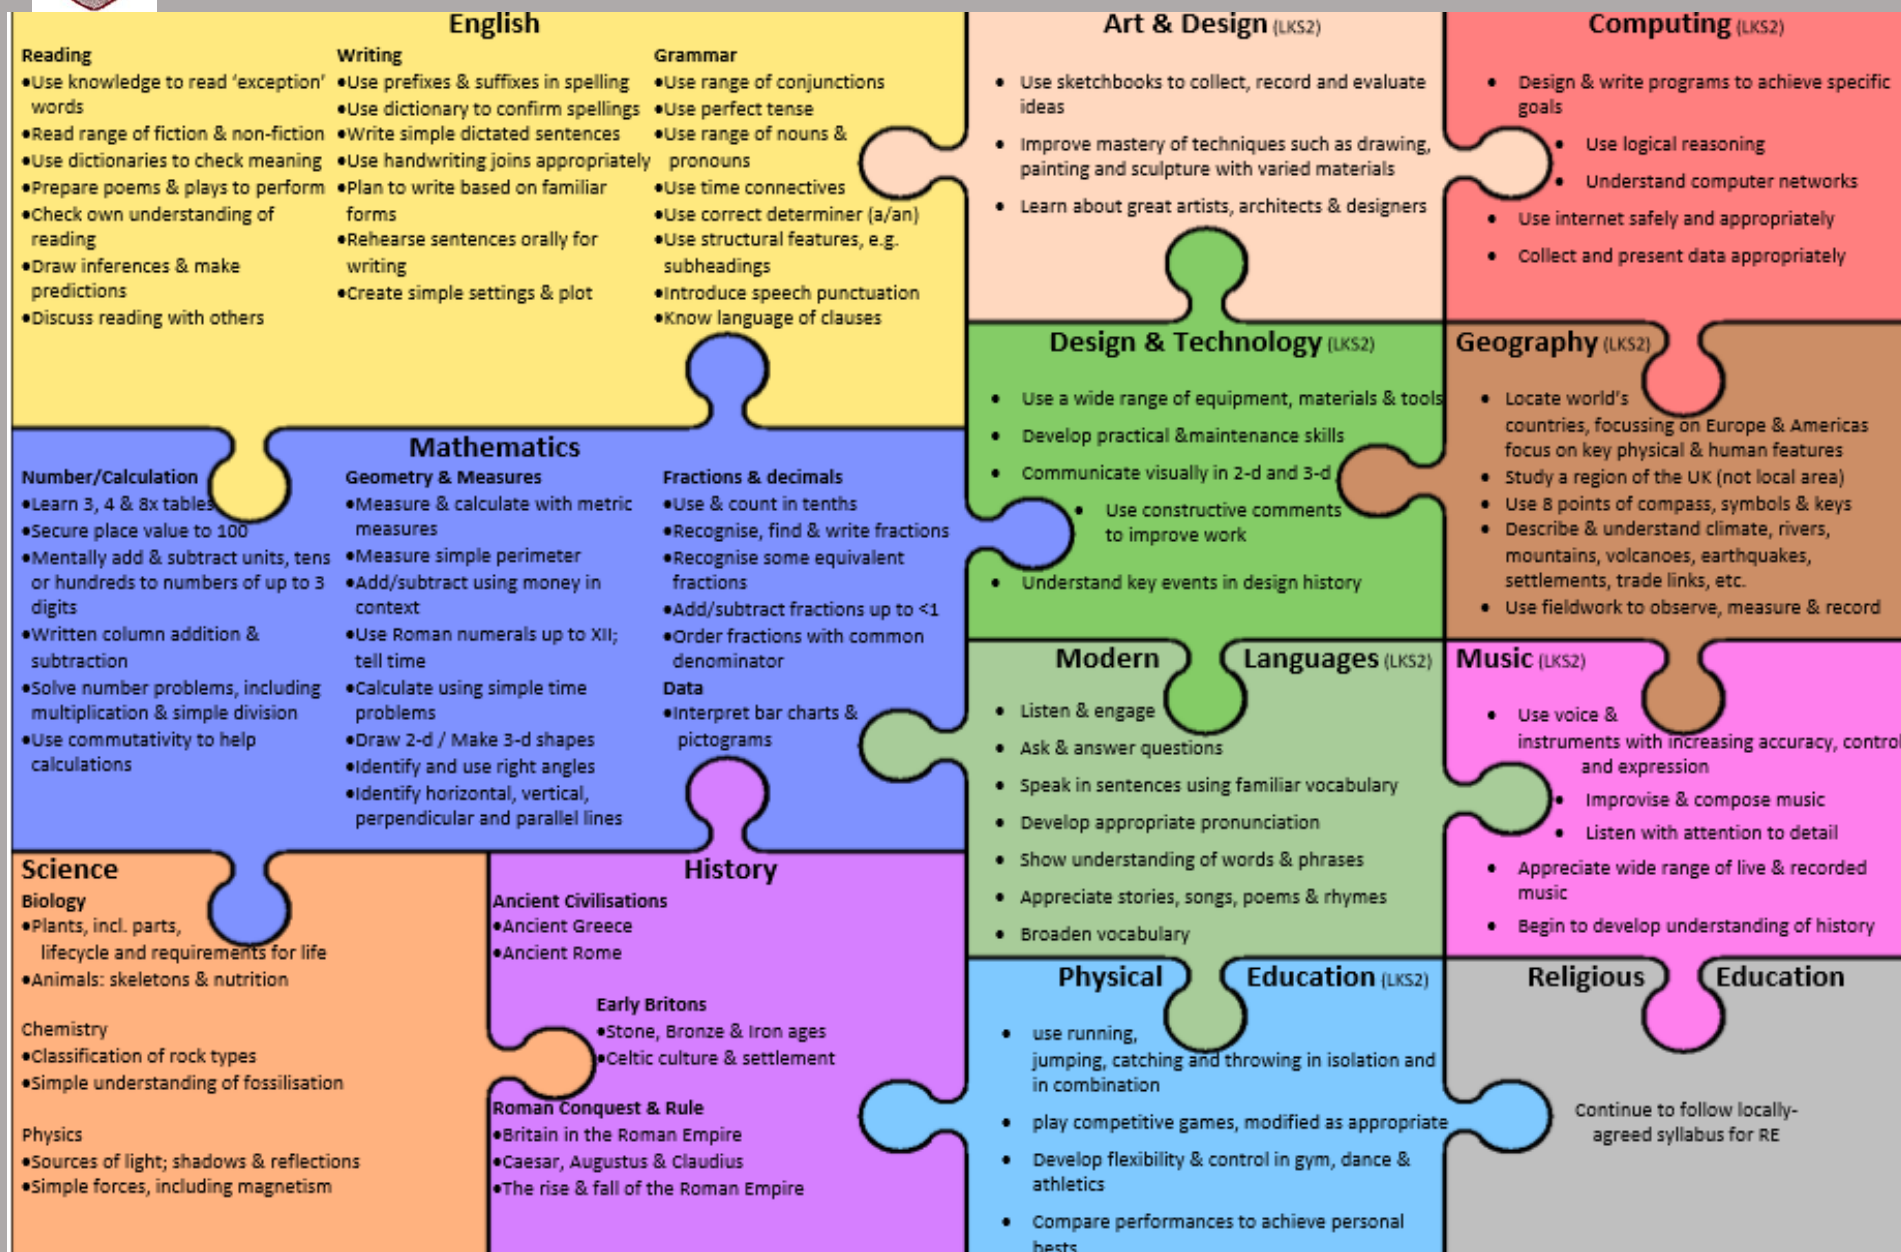 English
Reading
•Use knowledge to read ‘exception’
words
•Read range of fiction & non-fiction
•Use dictionaries to check meaning
•Prepare poems & plays to perform
•Check own understanding of
reading
•Draw inferences & make
predictions
•Discuss reading with others
Writing
•Use prefixes & suffixes in spelling
•Use dictionary to confirm spellings
•Write simple dictated sentences
•Use handwriting joins appropriately
•Plan to write based on familiar
forms
•Rehearse sentences orally for
writing
•Create simple settings & plot
Grammar
•Use range of conjunctions
•Use perfect tense
•Use range of nouns &
pronouns
•Use time connectives
•Use correct determiner (a/an)
•Use structural features, e.g.
subheadings
•Introduce speech punctuation
•Know language of clauses
Art & Design (LKS2)
• Use sketchbooks to collect, record and evaluate
ideas
• Improve mastery of techniques such as drawing,
painting and sculpture with varied materials
• Learn about great artists, architects & designers
Computing (LKS2)
• Design & write programs to achieve specific
goals
• Use logical reasoning
• Understand computer networks
• Use internet safely and appropriately
• Collect and present data appropriately
Mathematics
Number/Calculation
•Learn 3, 4 & 8x tables
•Secure place value to 100
•Mentally add & subtract units, tens
or hundreds to numbers of up to 3
digits
•Written column addition &
subtraction
•Solve number problems, including
multiplication & simple division
•Use commutativity to help
calculations
Geometry & Measures
•Measure & calculate with metric
measures
•Measure simple perimeter
•Add/subtract using money in
context
•Use Roman numerals up to XII;
tell time
•Calculate using simple time
problems
•Draw 2-d / Make 3-d shapes
•Identify and use right angles
•Identify horizontal, vertical,
perpendicular and parallel lines
Fractions & decimals
•Use & count in tenths
•Recognise, find & write fractions
•Recognise some equivalent
fractions
•Add/subtract fractions up to <1
•Order fractions with common
denominator
Data
•Interpret bar charts &
pictograms
Design & Technology (LKS2)
• Use a wide range of equipment, materials & tools
• Develop practical &maintenance skills
• Communicate visually in 2-d and 3-d
• Use constructive comments
to improve work
• Understand key events in design history
Geography (LKS2)
• Locate world’s
countries, focussing on Europe & Americas
focus on key physical & human features
• Study a region of the UK (not local area)
• Use 8 points of compass, symbols & keys
• Describe & understand climate, rivers,
mountains, volcanoes, earthquakes,
settlements, trade links, etc.
• Use fieldwork to observe, measure & record
Modern Languages (LKS2)
• Listen & engage
• Ask & answer questions
• Speak in sentences using familiar vocabulary
• Develop appropriate pronunciation
• Show understanding of words & phrases
• Appreciate stories, songs, poems & rhymes
• Broaden vocabulary
Music (LKS2)
• Use voice &
instruments with increasing accuracy, control
and expression
• Improvise & compose music
• Listen with attention to detail
• Appreciate wide range of live & recorded
music
• Begin to develop understanding of history
Science
Biology
•Plants, incl. parts,
lifecycle and requirements for life
•Animals: skeletons & nutrition
Chemistry
•Classification of rock types
•Simple understanding of fossilisation
Physics
•Sources of light; shadows & reflections
•Simple forces, including magnetism
History
Ancient Civilisations
•Ancient Greece
•Ancient Rome
Early Britons
•Stone, Bronze & Iron ages
•Celtic culture & settlement
Roman Conquest & Rule
•Britain in the Roman Empire
•Caesar, Augustus & Claudius
•The rise & fall of the Roman Empire
Physical Education (LKS2)
• use running,
jumping, catching and throwing in isolation and
in combination
• play competitive games, modified as appropriate
• Develop flexibility & control in gym, dance &
athletics
• Compare performances to achieve personal
bests
Religious Education
Continue to follow locally-
agreed syllabus for RE